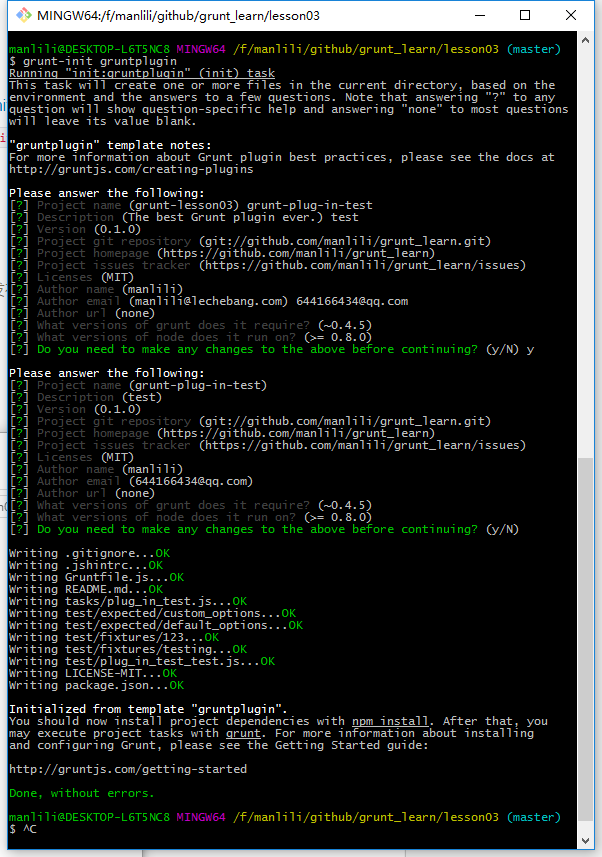 MINGW64:/f/manlili/github/grunt_learn/lesson03
manlili@DESKTOP-L6T5NC8 MINGW64 /f/manlili/github/grunt_learn/lesson03 (master)
$ grunt-init gruntplugin
Running "init:gruntplugin" (init) task
This task will create one or more files in the current directory, based on the
environment and the answers to a few questions. Note that answering "?" to any
question will show question-specific help and answering "none" to most questions
will leave its value blank.
"gruntplugin" template notes:
For more information about Grunt plugin best practices, please see the docs at
http://gruntjs.com/creating-plugins
Please answer the following:
[?] Project name (grunt-lesson03) grunt-plug-in-test
[?] Description (The best Grunt plugin ever.) test
[?] Version (0.1.0)
[?] Project git repository (git://github.com/manlili/grunt_learn.git)
[?] Project homepage (https://github.com/manlili/grunt_learn)
[?] Project issues tracker (https://github.com/manlili/grunt_learn/issues)
[?] Licenses (MIT)
[?] Author name (manlili)
[?] Author email (manlili@lechebang.com) 644166434@qq.com
[?] Author url (none)
[?] What versions of grunt does it require? (~0.4.5)
[?] What versions of node does it run on? (>= 0.8.0)
[?] Do you need to make any changes to the above before continuing? (y/N) y
Please answer the following:
[?] Project name (grunt-plug-in-test)
[?] Description (test)
[?] Version (0.1.0)
[?] Project git repository (git://github.com/manlili/grunt_learn.git)
[?] Project homepage (https://github.com/manlili/grunt_learn)
[?] Project issues tracker (https://github.com/manlili/grunt_learn/issues)
[?] Licenses (MIT)
[?] Author name (manlili)
[?] Author email (644166434@qq.com)
[?] Author url (none)
[?] What versions of grunt does it require? (~0.4.5)
[?] What versions of node does it run on? (>= 0.8.0)
[?] Do you need to make any changes to the above before continuing? (y/N)
Writing .gitignore...OK
Writing .jshintrc...OK
Writing Gruntfile.js...OK
Writing README.md...OK
Writing tasks/plug_in_test.js...OK
Writing test/expected/custom_options...OK
Writing test/expected/default_options...OK
Writing test/fixtures/123...OK
Writing test/fixtures/testing...OK
Writing test/plug_in_test_test.js...OK
Writing LICENSE-MIT...OK
Writing package.json...OK
Initialized from template "gruntplugin".
You should now install project dependencies with npm install. After that, you
may execute project tasks with grunt. For more information about installing
and configuring Grunt, please see the Getting Started guide:
http://gruntjs.com/getting-started
Done, without errors.
manlili@DESKTOP-L6T5NC8 MINGW64 /f/manlili/github/grunt_learn/lesson03 (master)
$ ^C